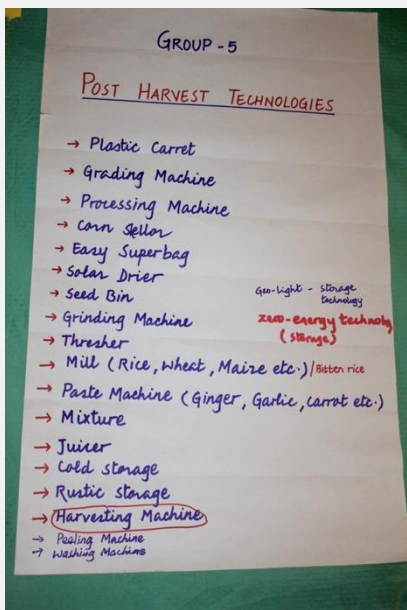 GROUP - 5
POST HARVEST TECHNOLOGIES
→ Plastic Carret
→ Grading Machine
→ Processing Machine
→ Corn Sellor
→ Easy Superbag
→ Solar Drier
→ Seed Bin
Geo-light - storage
technology
→ Grinding Machine
zero-energy technology
(storage)
→ Thresher
→ Mill (Rice, Wheat, Maize etc.)/Bitten rice
→ Paste Machine (Ginger, Garlic, carrot etc.)
→ Mixture
→ Juicer
→ Cold storage
→ Rustic storage
→ Harvesting Machine
→ Peeling Machine
→ Washing Machine